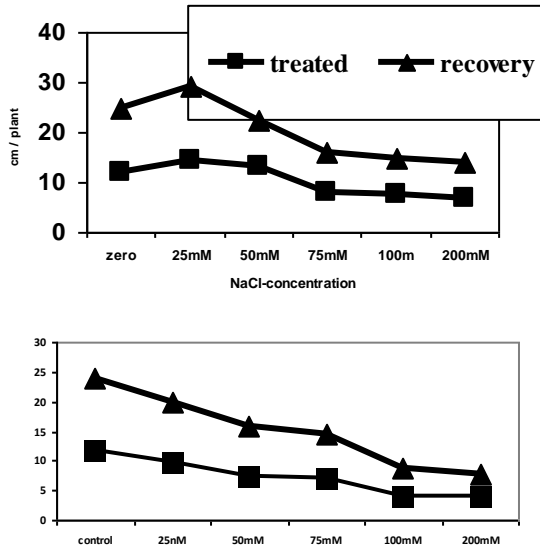 treated recovery
40
30
20
10
0
cm / plant
zero 25mM 50mM 75mM 100m 200mM
NaCl-concentration
30
25
20
15
10
5
0
control 25nM 50mM 75mM 100mM 200mM